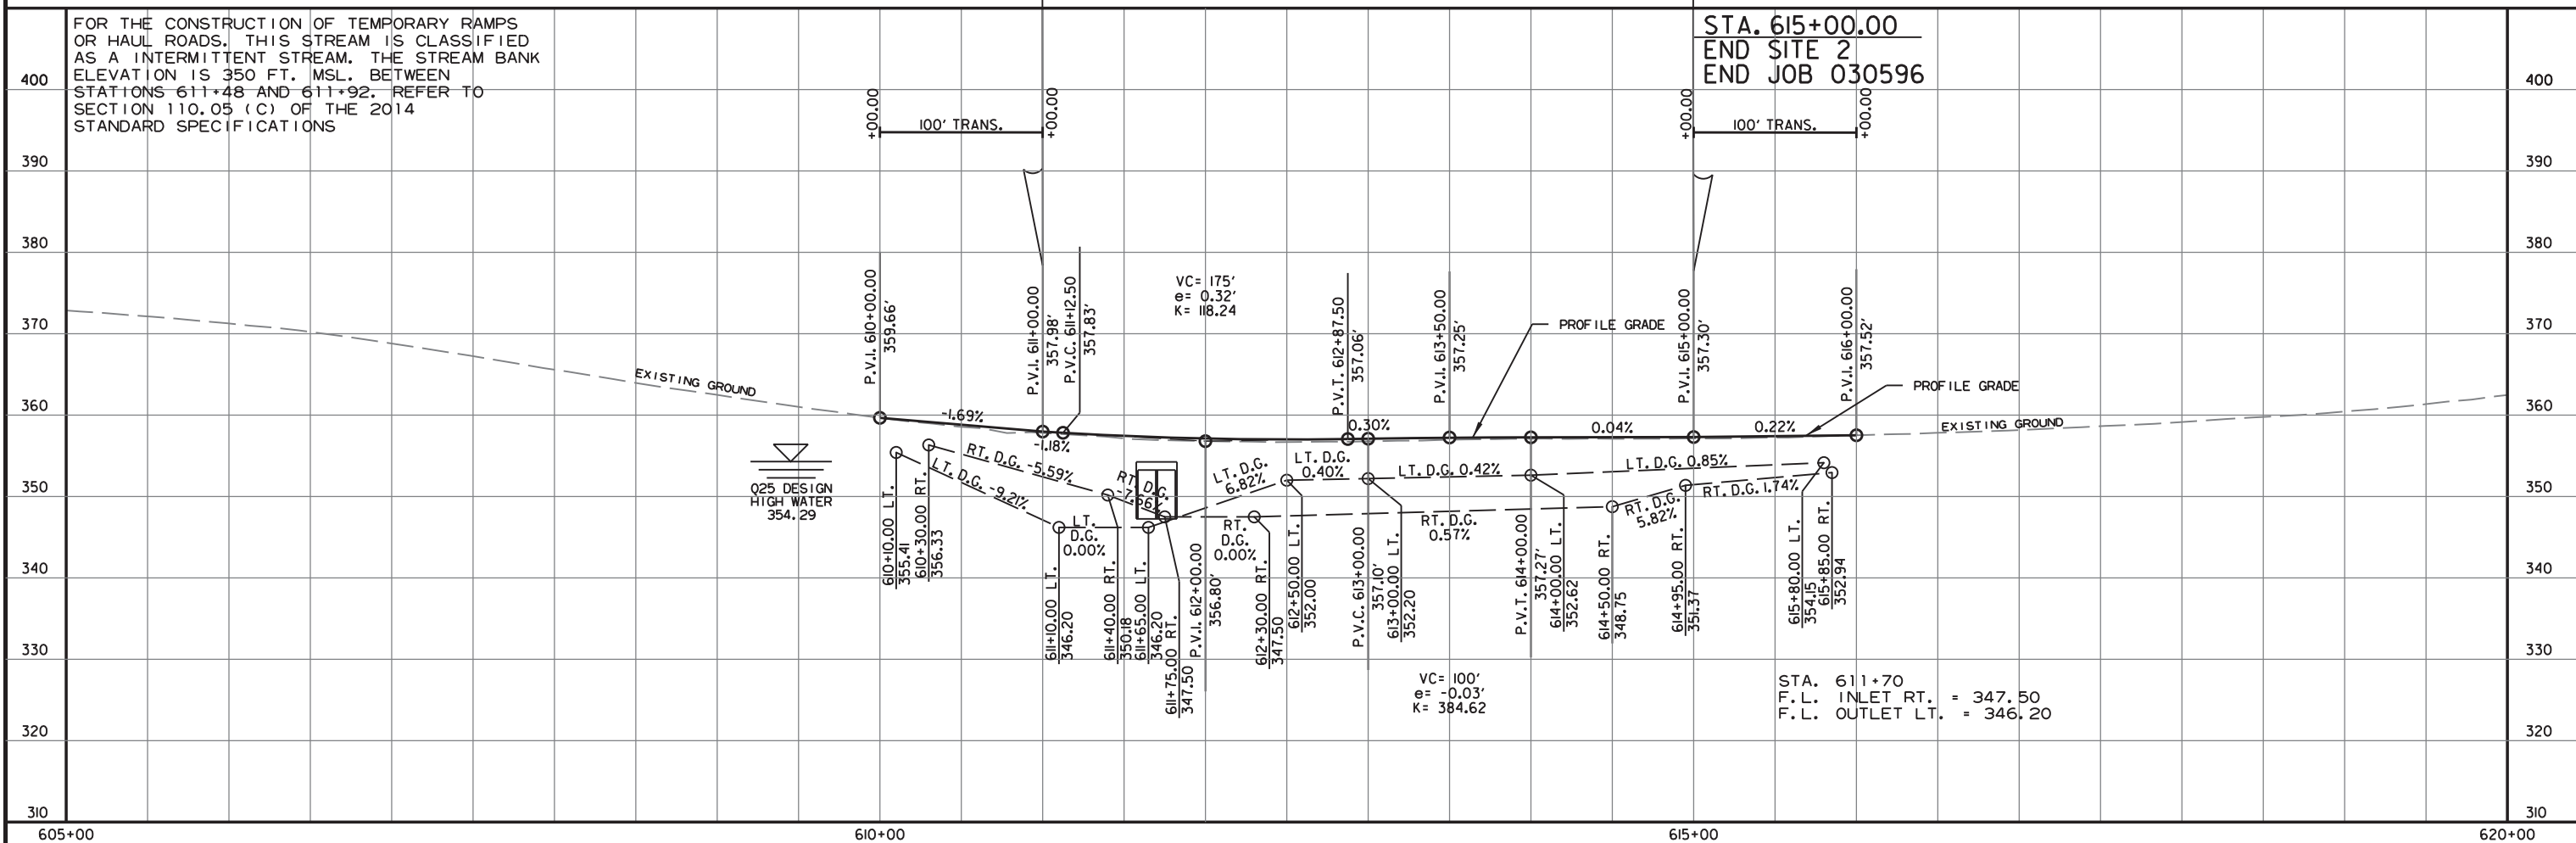 FOR THE CONSTRUCTION OF TEMPORARY RAMPS
OR HAUL ROADS. THIS STREAM IS CLASSIFIED
AS A INTERMITTENT STREAM. THE STREAM BANK
ELEVATION IS 350 FT. MSL. BETWEEN
STATIONS 611+48 AND 611+92. REFER TO
SECTION 110.05 (C) OF THE 2014
STANDARD SPECIFICATIONS
STA. 615+00.00
END SITE 2
END JOB 030596
400
390
380
370
360
350
340
330
320
310
400
390
380
370
360
350
340
330
320
310
+00.00
100' TRANS.
+00.00
+00.00
100' TRANS.
+00.00
P.V.I. 610+00.00
359.66'
P.V.I. 611+00.00
357.98'
P.V.C. 611+12.50
357.83'
VC= 175'
e= 0.32'
K= 118.24
P.V.T. 612+87.50
357.06'
P.V.I. 613+50.00
357.25'
PROFILE GRADE
P.V.I. 615+00.00
357.30'
P.V.I. 616+00.00
357.52'
PROFILE GRADE
EXISTING GROUND
-1.69%
-1.18%
0.30%
0.04%
0.22%
EXISTING GROUND
Q25 DESIGN
HIGH WATER
354.29
RT. D.G. -5.59%
LT. D.G. -9.21%
RT. D.G.
-7.66%
LT. D.G.
6.82%
LT. D.G.
0.40%
LT. D.G. 0.42%
LT. D.G. 0.85%
RT. D.G. 1.74%
RT. D.G.
5.82%
LT.
D.G.
0.00%
RT.
D.G.
0.00%
RT. D.G.
0.57%
610+10.00 LT.
355.41
610+30.00 RT.
356.33
611+10.00 LT.
346.20
611+40.00 RT.
350.18
611+65.00 LT.
346.20
611+75.00 RT.
347.50
P.V.I. 612+00.00
356.80'
612+30.00 RT.
347.50
612+50.00 LT.
352.00
P.V.C. 613+00.00
357.10'
613+00.00 LT.
352.20
P.V.T. 614+00.00
357.27'
614+00.00 LT.
352.62
614+50.00 RT.
348.75
614+95.00 RT.
351.37
615+80.00 LT.
354.15
615+85.00 RT.
352.94
VC= 100'
e= -0.03'
K= 384.62
STA. 611+70
F.L. INLET RT. = 347.50
F.L. OUTLET LT. = 346.20
605+00
610+00
615+00
620+00